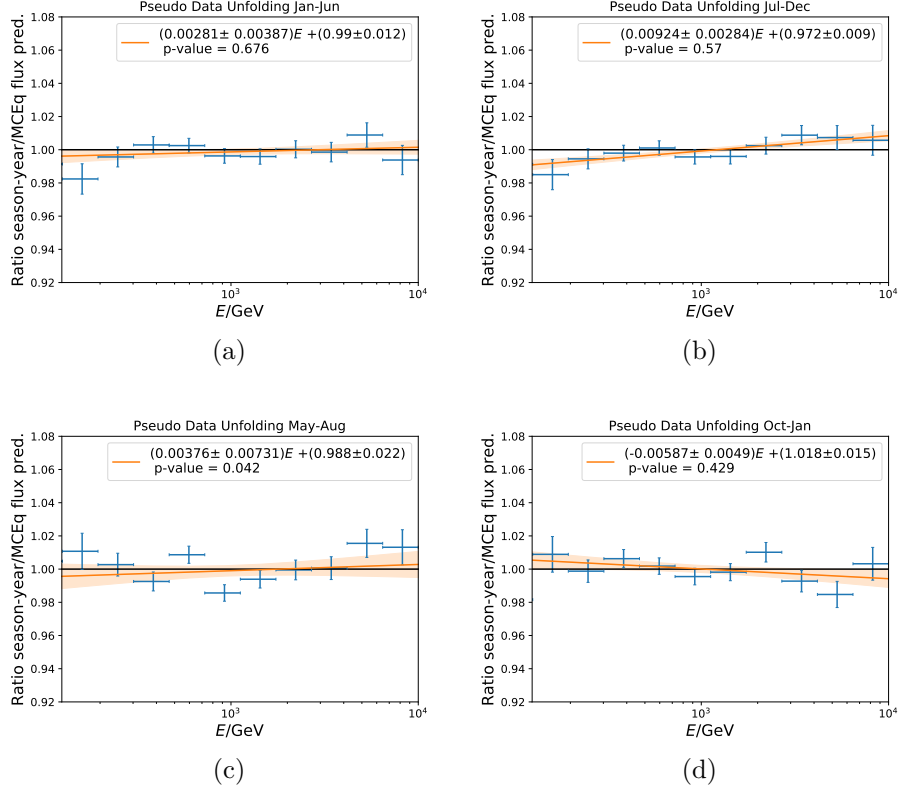 Pseudo Data Unfolding Jan-Jun
(0.00281± 0.00387)E +(0.99±0.012)
p-value = 0.676
Ratio season-year/MCEq flux pred.
1.08
1.06
1.04
1.02
1.00
0.98
0.96
0.94
0.92
10³
10⁴
E/GeV
(a)
Pseudo Data Unfolding Jul-Dec
(0.00924± 0.00284)E +(0.972±0.009)
p-value = 0.57
Ratio season-year/MCEq flux pred.
1.08
1.06
1.04
1.02
1.00
0.98
0.96
0.94
0.92
10³
10⁴
E/GeV
(b)
Pseudo Data Unfolding May-Aug
(0.00376± 0.00731)E +(0.988±0.022)
p-value = 0.042
Ratio season-year/MCEq flux pred.
1.08
1.06
1.04
1.02
1.00
0.98
0.96
0.94
0.92
10³
10⁴
E/GeV
(c)
Pseudo Data Unfolding Oct-Jan
(-0.00587± 0.0049)E +(1.018±0.015)
p-value = 0.429
Ratio season-year/MCEq flux pred.
1.08
1.06
1.04
1.02
1.00
0.98
0.96
0.94
0.92
10³
10⁴
E/GeV
(d)